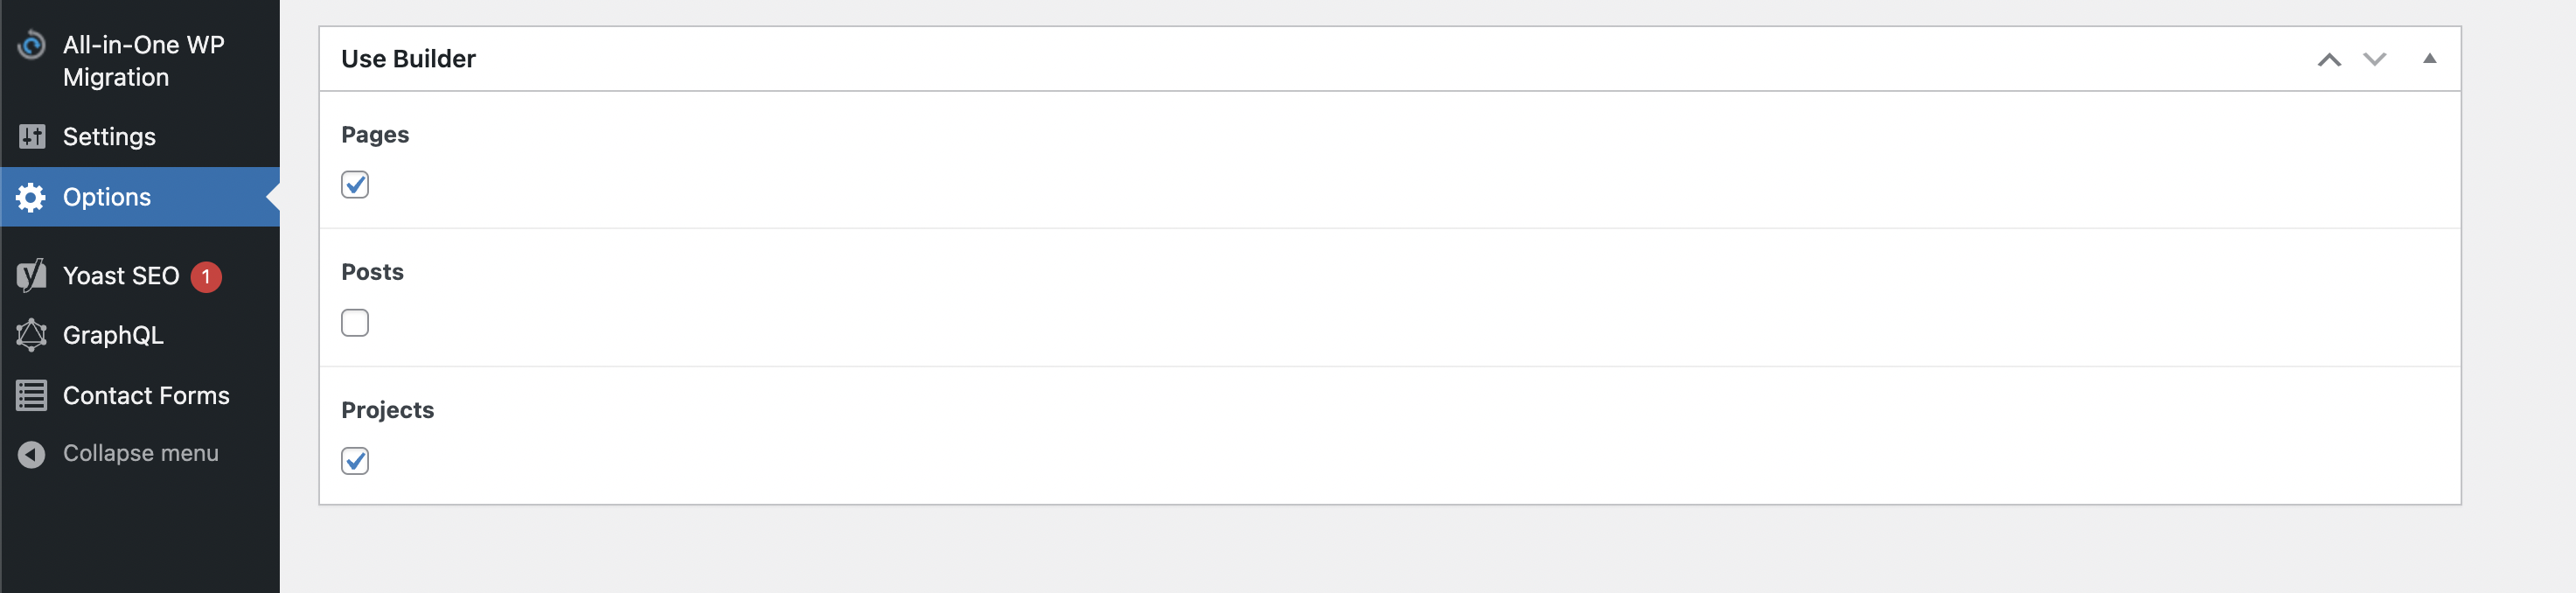 All-in-One WP
Migration
Settings
Options
Yoast SEO 1
GraphQL
Contact Forms
Collapse menu
Use Builder
Pages
Posts
Projects